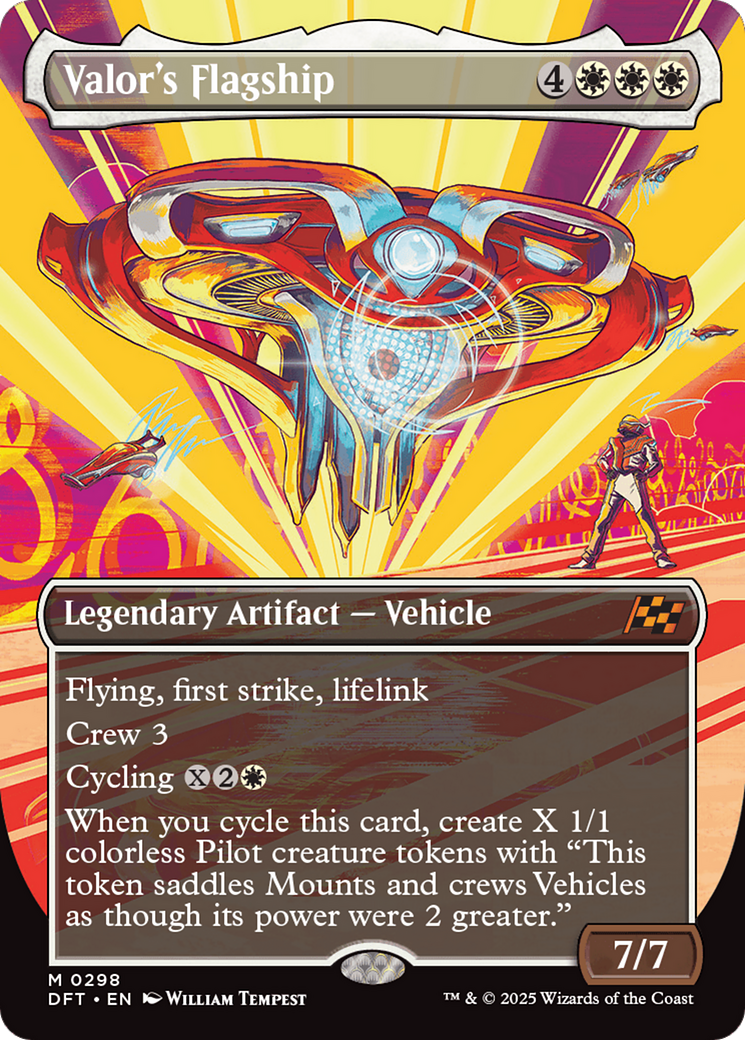 Valor's Flagship 4
Legendary Artifact — Vehicle
Flying, first strike, lifelink
Crew 3
Cycling X 2
When you cycle this card, create X 1/1
colorless Pilot creature tokens with “This
token saddles Mounts and crews Vehicles
as though its power were 2 greater.”
7/7
M 0298
DFT • EN WILLIAM TEMPEST
™ & © 2025 Wizards of the Coast